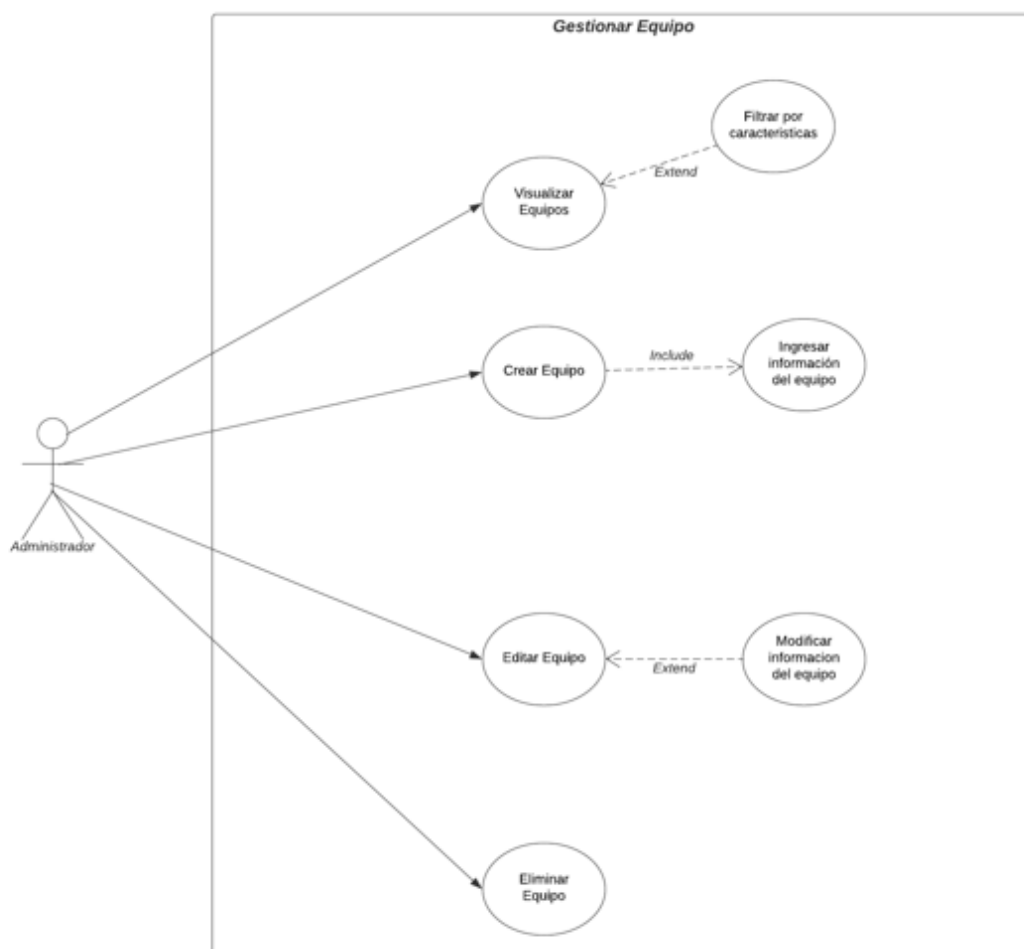 Gestionar Equipo
Filtrar por
caracteristicas
Extend
Visualizar
Equipos
Crear Equipo
Include
Ingresar
información
del equipo
Administrador
Editar Equipo
Extend
Modificar
informacion
del equipo
Eliminar
Equipo